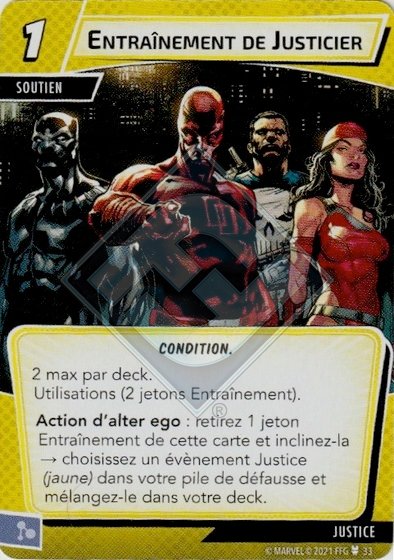 1
ENTRAÎNEMENT DE JUSTICIER
SOUTIEN
CONDITION.
2 max par deck.
Utilisations (2 jetons Entraînement).
Action d'alter ego : retirez 1 jeton
Entraînement de cette carte et inclinez-la
→ choisissez un évènement Justice
(jaune) dans votre pile de défausse et
mélangez-le dans votre deck.
®
JUSTICE
© MARVEL © 2021 FFG 33